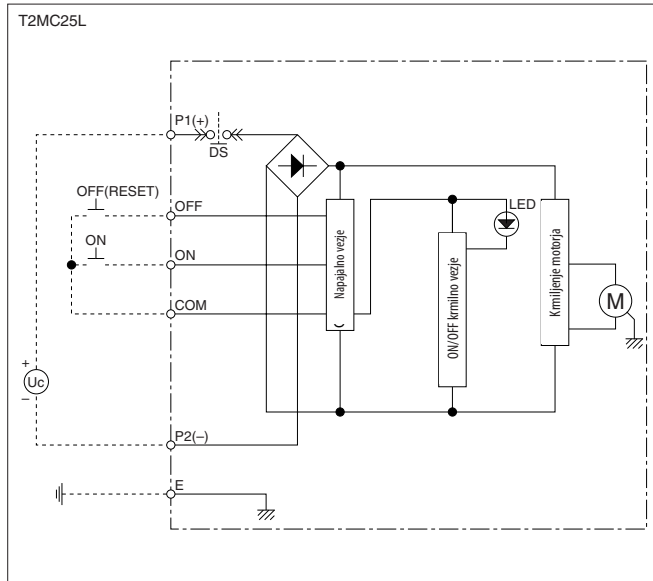 T2MC25L
P1(+)
DS
OFF(RESET)
OFF
LED
ON
ON
COM
Napajalno vezje
ON/OFF krmilno vezje
Krmiljenje motorja
M
+
Uc
–
P2(–)
E